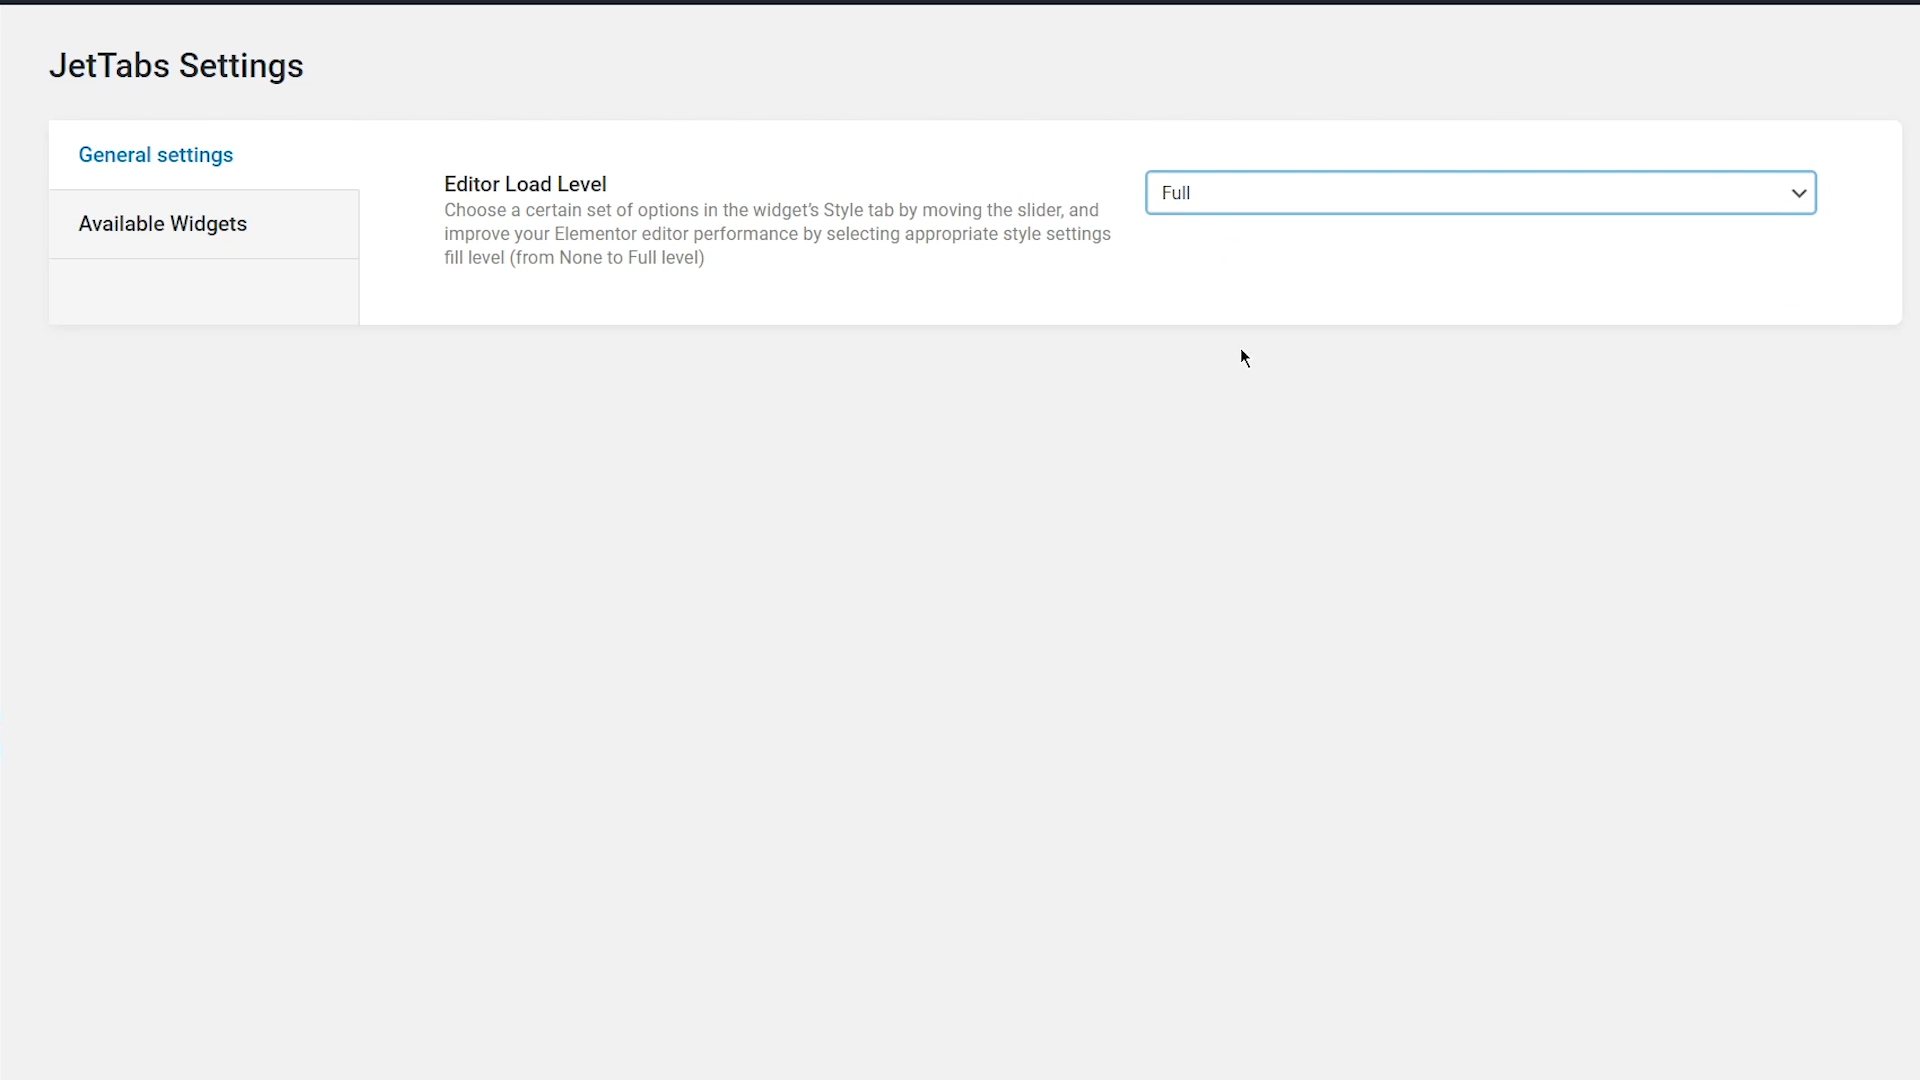 JetTabs Settings
General settings
Available Widgets
Editor Load Level
Choose a certain set of options in the widget's Style tab by moving the slider, and
improve your Elementor editor performance by selecting appropriate style settings
fill level (from None to Full level)
Full